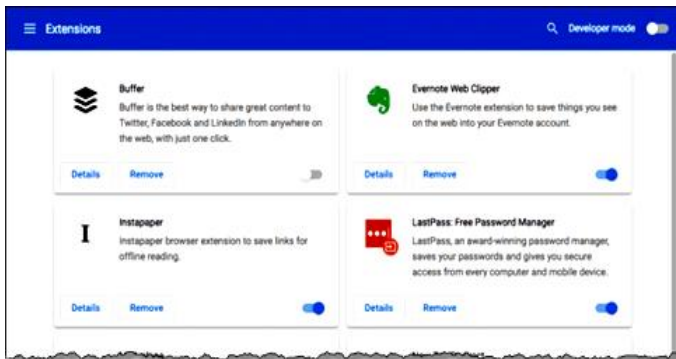 Extensions
Developer mode
Buffer
Buffer is the best way to share great content to
Twitter, Facebook and LinkedIn from anywhere on
the web, with just one click.
Details Remove
Evernote Web Clipper
Use the Evernote extension to save things you see
on the web into your Evernote account.
Details Remove
I
Instapaper
Instapaper browser extension to save links for
offline reading.
Details Remove
LastPass: Free Password Manager
LastPass, an award-winning password manager,
saves your passwords and gives you secure
access from every computer and mobile device.
Details Remove